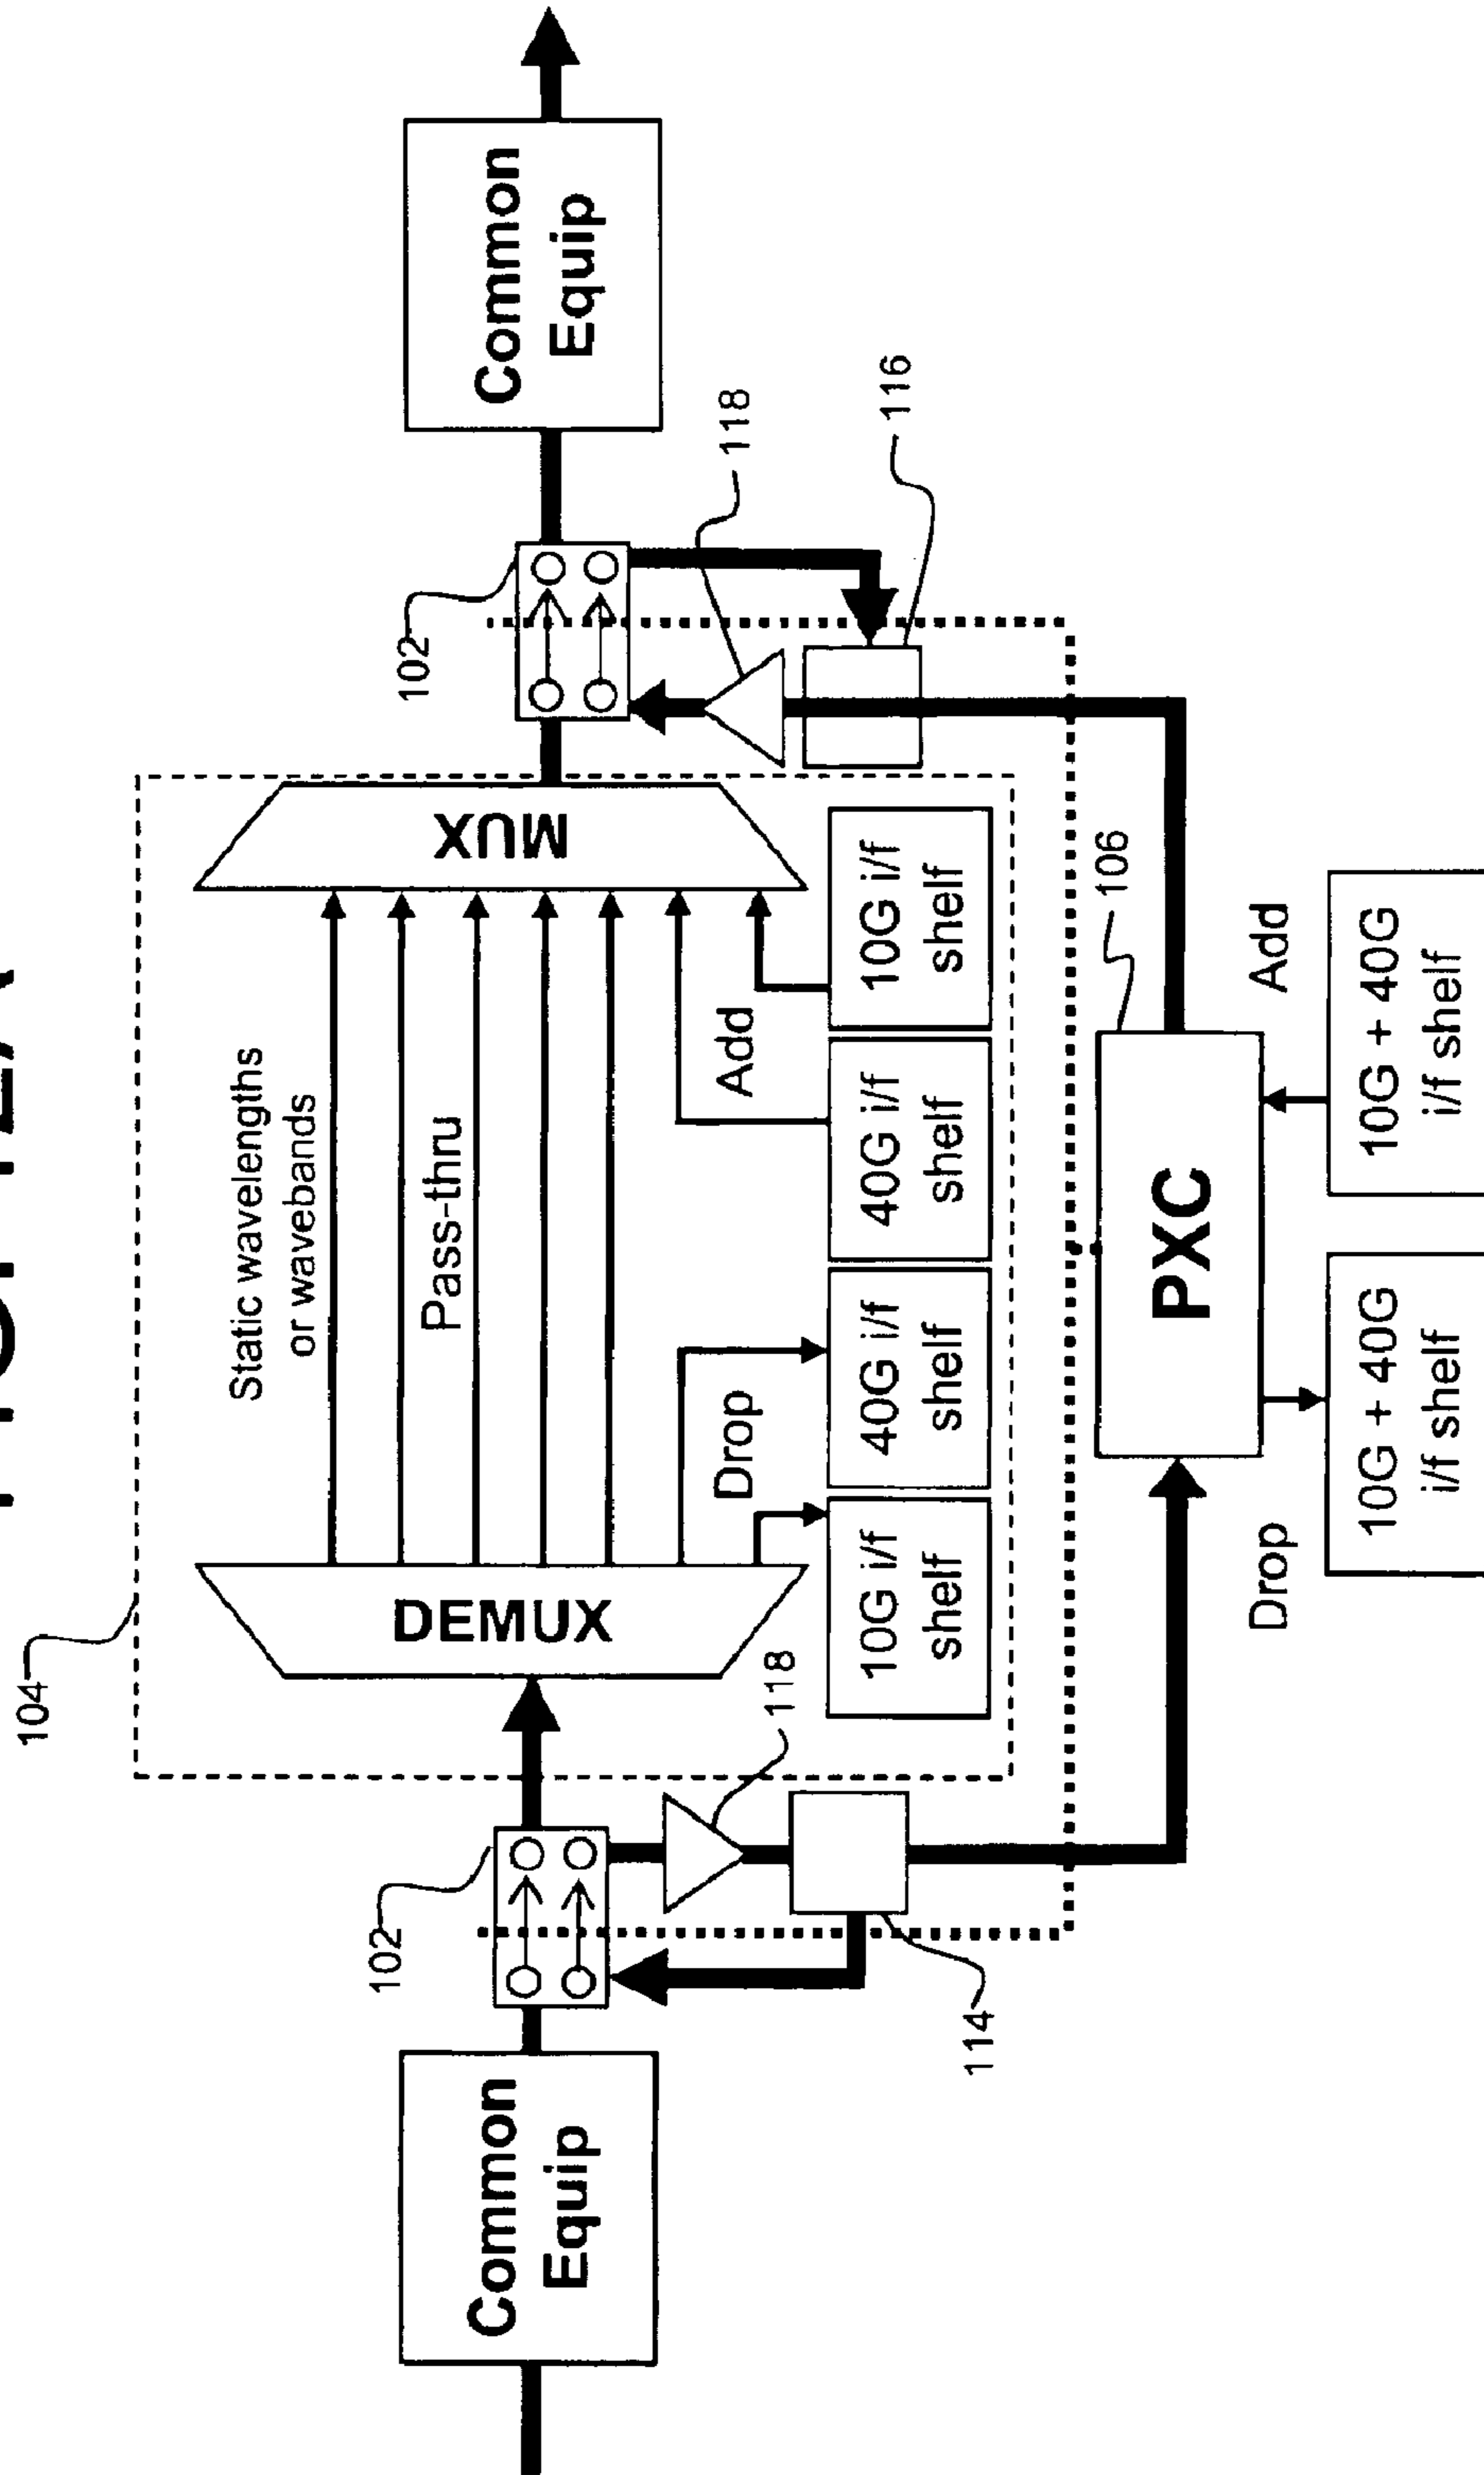 104
Static wavelengths
or wavebands
Pass-thru
DEMUX
MUX
Drop
Add
10G i/f
shelf
40G i/f
shelf
40G i/f
shelf
10G i/f
shelf
Common
Equip
102
118
114
102
118
116
Common
Equip
106
PXC
Drop
Add
10G + 40G
i/f shelf
10G + 40G
i/f shelf